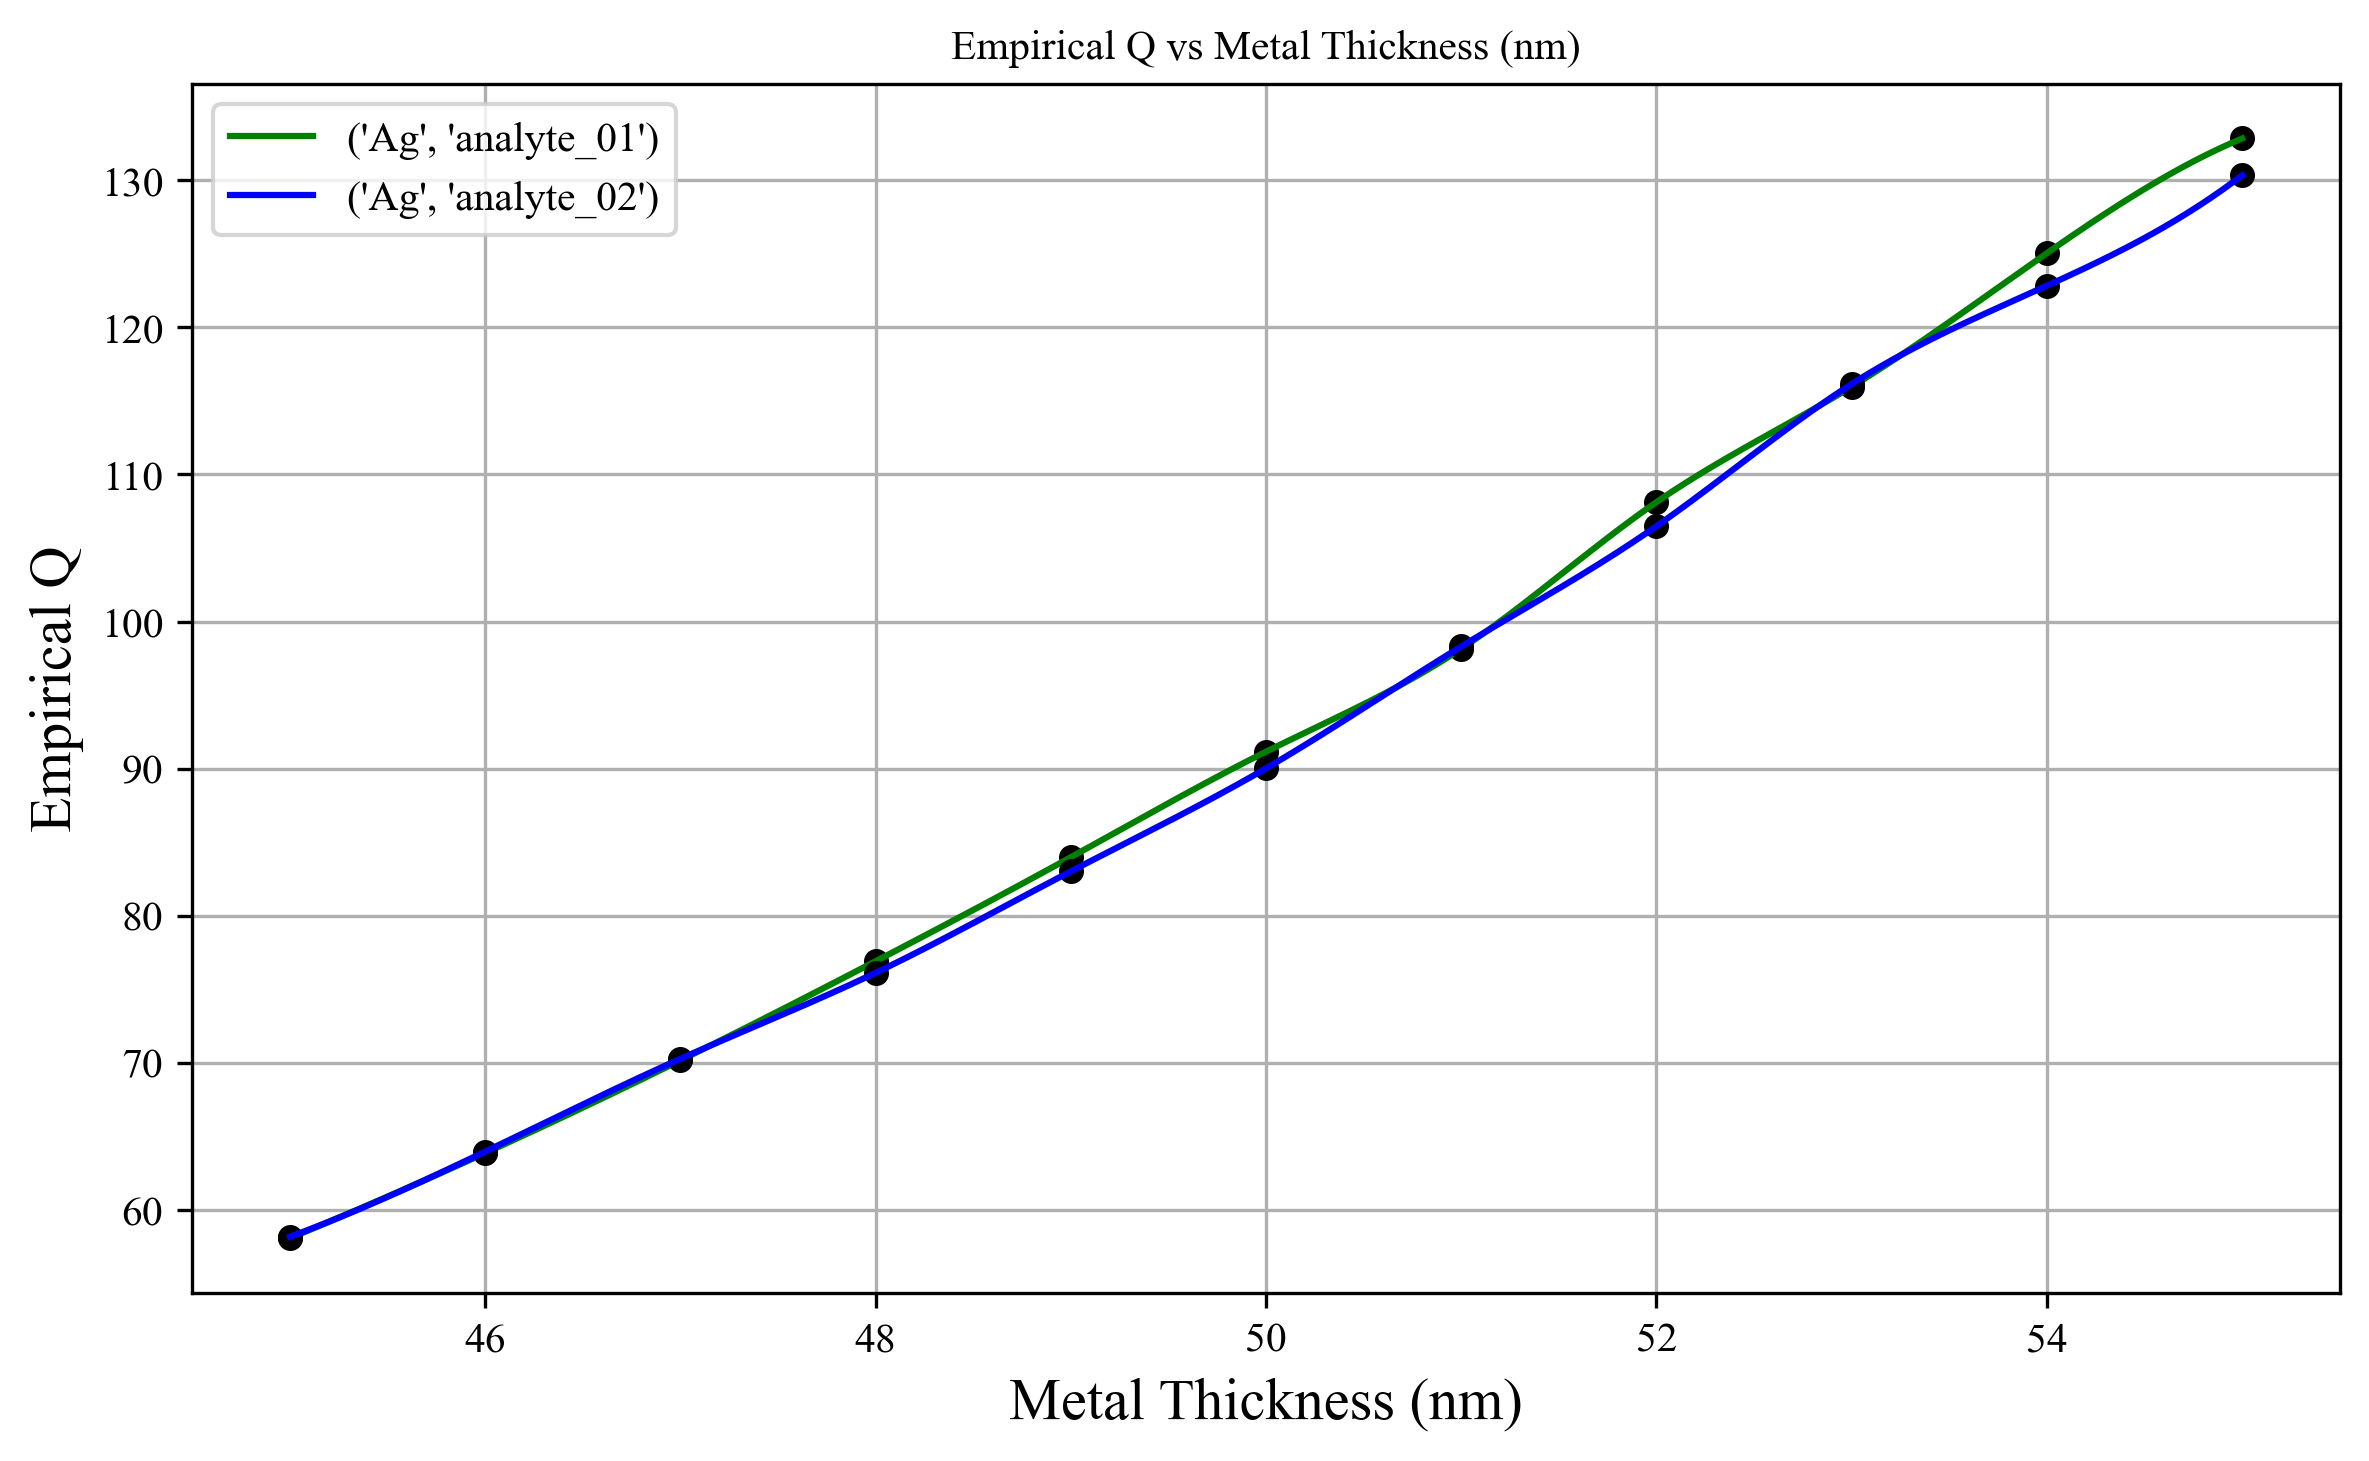 Empirical Q vs Metal Thickness (nm)
('Ag', 'analyte_01')
('Ag', 'analyte_02')
130
120
110
100
90
80
70
60
Empirical Q
46 48 50 52 54
Metal Thickness (nm)